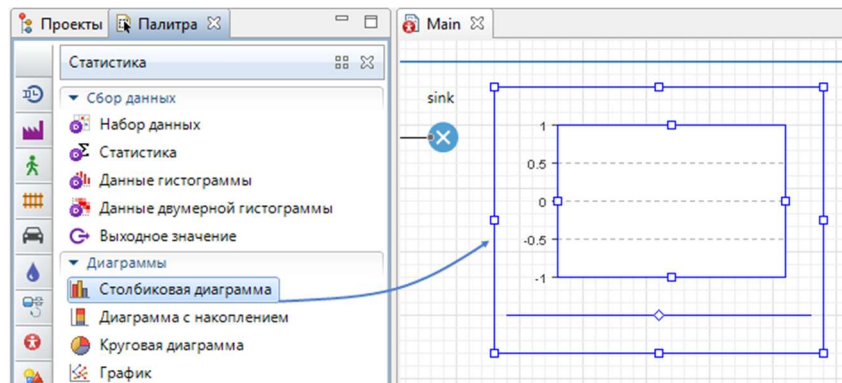 Проекты
Палитра
Main
Статистика
sink
Сбор данных
Набор данных
Статистика
Данные гистограммы
Данные двумерной гистограммы
Выходное значение
Диаграммы
Столбиковая диаграмма
Диаграмма с накоплением
Круговая диаграмма
График
1
0.5
0
-0.5
-1